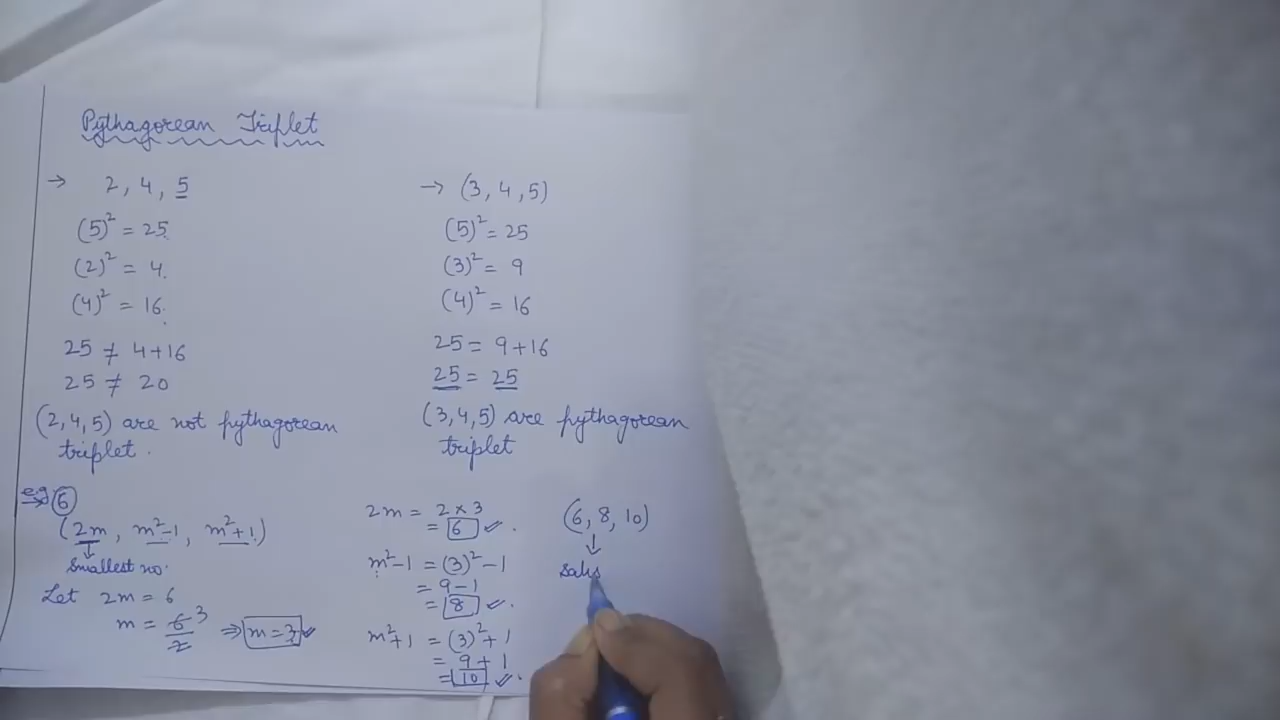 Pythagorean Triplet
→ 2, 4, 5
(5)² = 25
(2)² = 4
(4)² = 16
25 ≠ 4+16
25 ≠ 20
(2,4,5) are not pythagorean
triplet.
→ (3, 4, 5)
(5)² = 25
(3)² = 9
(4)² = 16
25 = 9+16
25 = 25
(3,4,5) are pythagorean
triplet
eg → 6
(2m, m²-1, m²+1)
↓
Smallest no.
Let 2m = 6
m = 6/2 3 ⇒ m=3 ✓
2m = 2 × 3
= 6 ✓.
m²-1 = (3)² - 1
= 9 - 1
= 8 ✓.
m²+1 = (3)² + 1
= 9 + 1
= 10 ✓.
(6, 8, 10)
↓
Satis